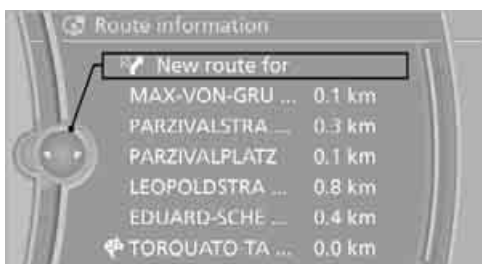 Route information
New route for
MAX-VON-GRU ... 0.1 km
PARZIVALSTRA ... 0.3 km
PARZIVALPLATZ 0.1 km
LEOPOLDSTRA ... 0.8 km
EDUARD-SCHE ... 0.4 km
TORQUATO-TA ... 0.0 km